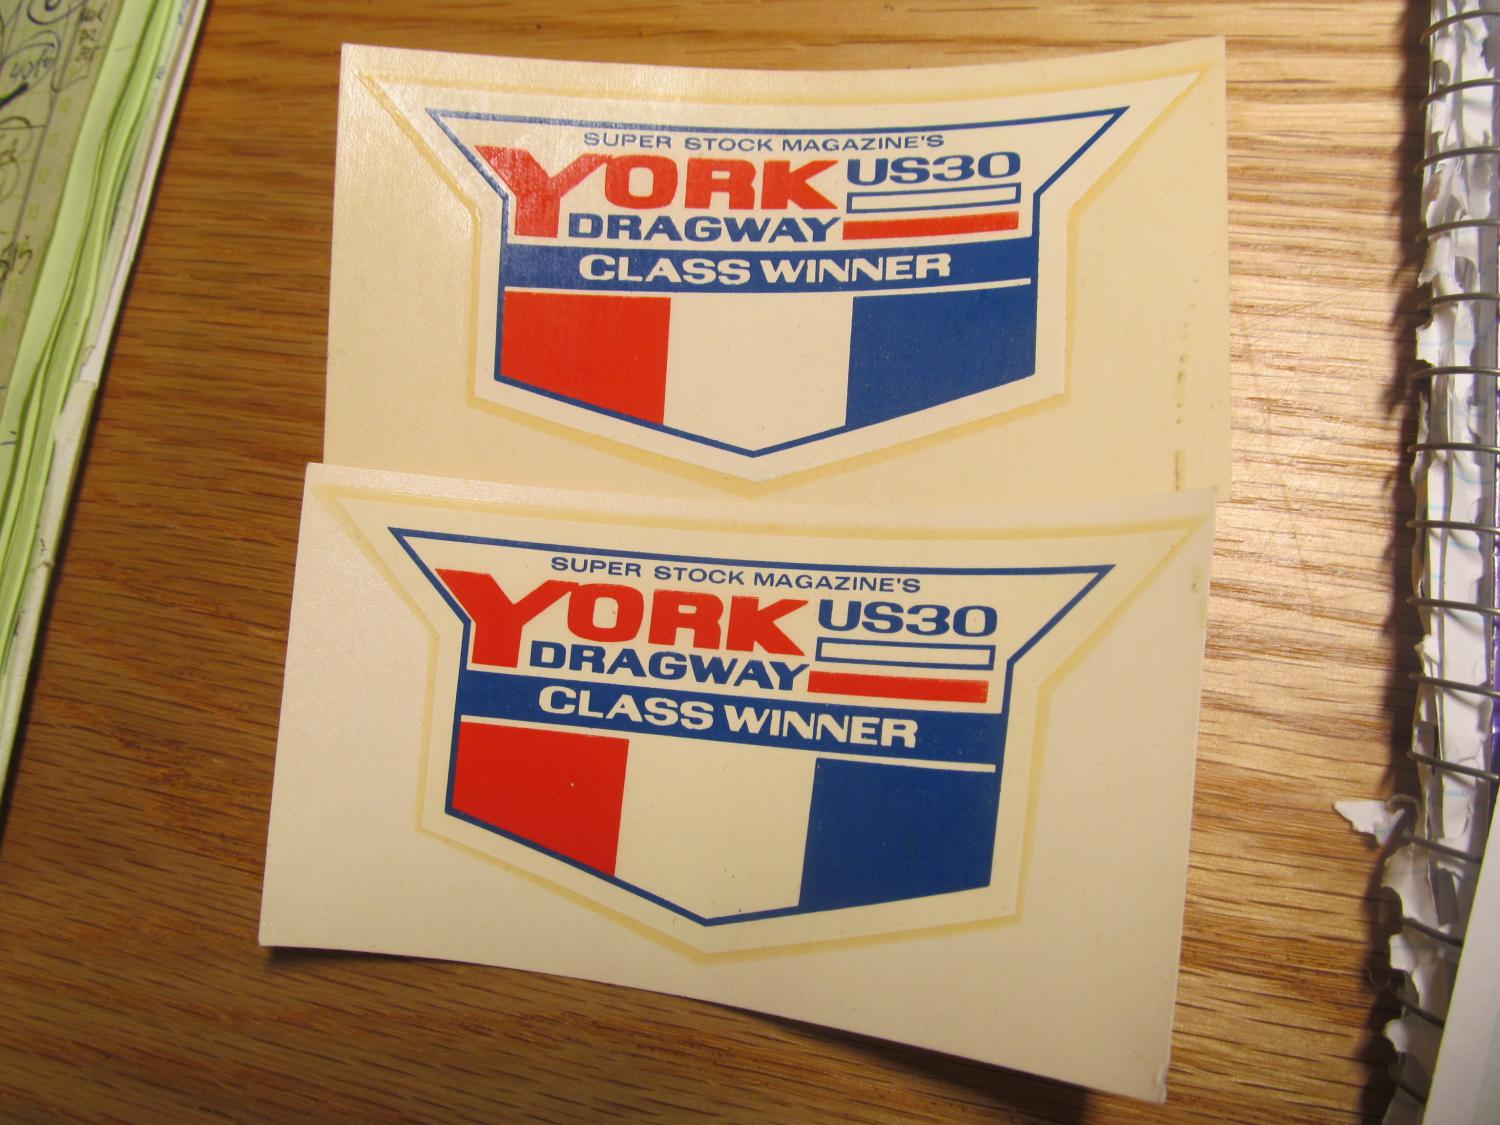 SUPER STOCK MAGAZINE'S
YORK US30
DRAGWAY
CLASS WINNER
SUPER STOCK MAGAZINE'S
YORK US30
DRAGWAY
CLASS WINNER